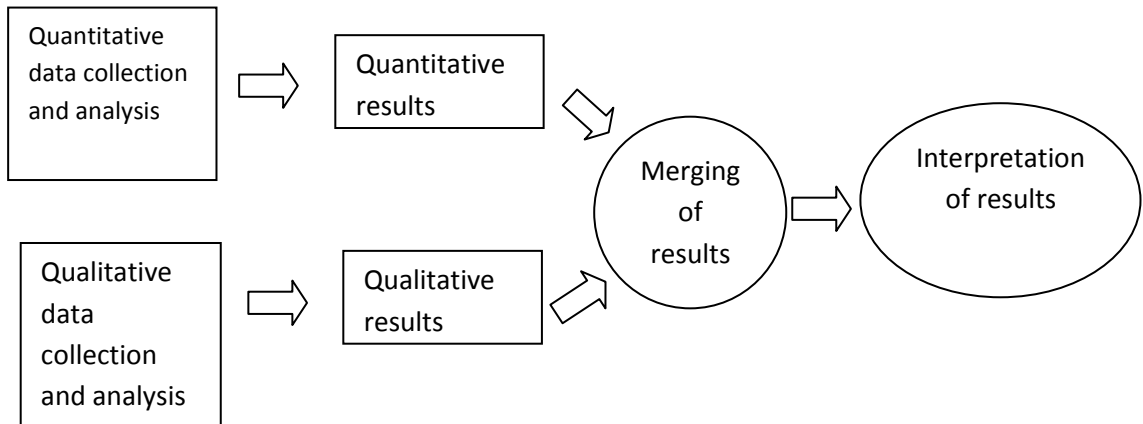 Quantitative
data collection
and analysis
Quantitative
results
Merging
of
results
Interpretation
of results
Qualitative
data
collection
and analysis
Qualitative
results